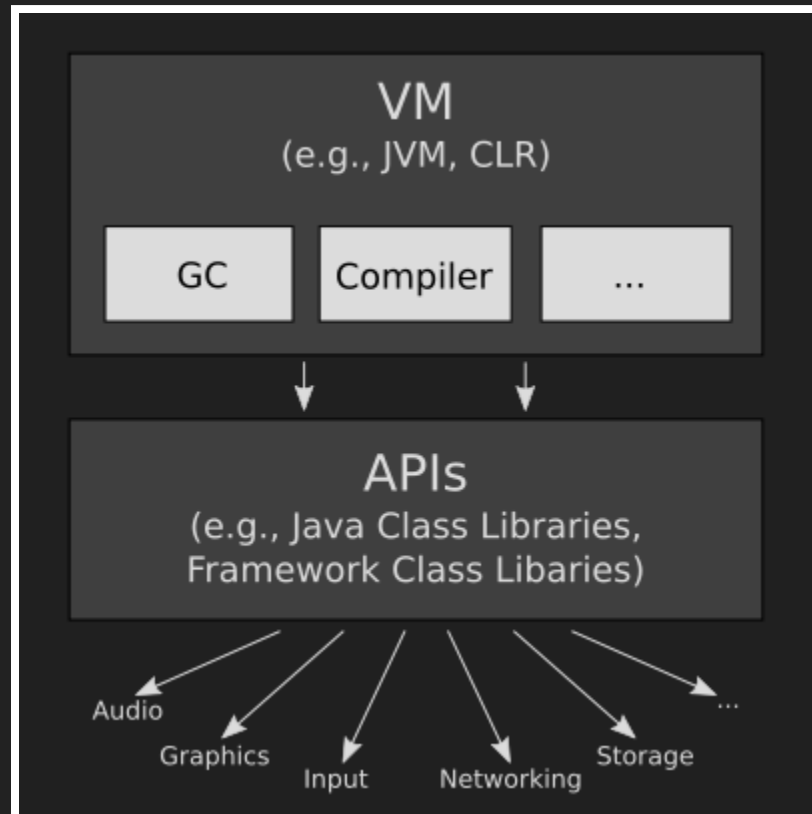 VM
(e.g., JVM, CLR)
GC
Compiler
...
APIs
(e.g., Java Class Libraries,
Framework Class Libaries)
Audio
Graphics
Input
Networking
Storage
...